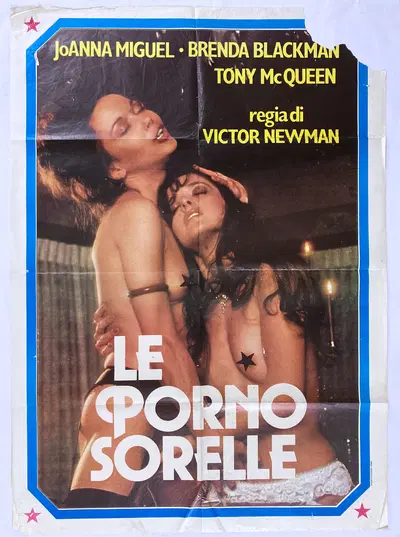 JoANNA MIGUEL • BRENDA BLACKMAN
TONY McQUEEN
regia di
VICTOR NEWMAN
LE
PORNO
SORELLE